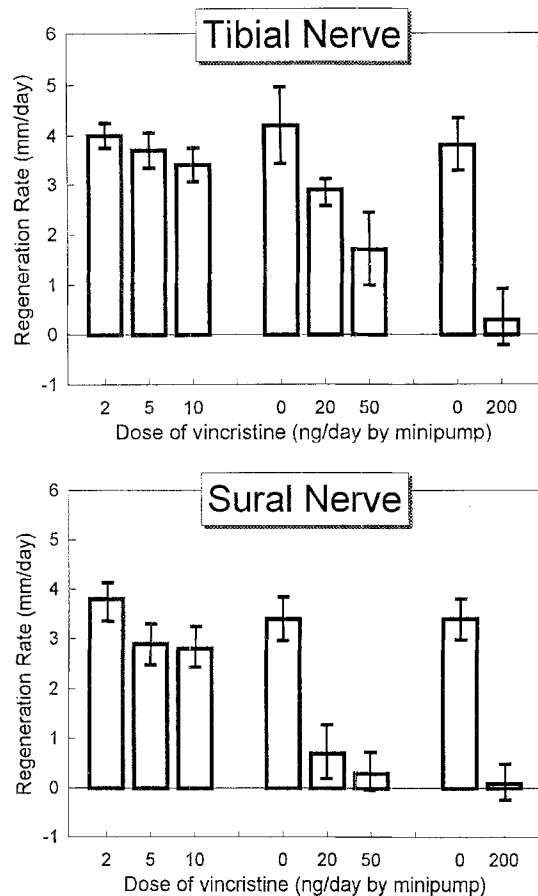 Tibial Nerve
Regeneration Rate (mm/day)
6
5
4
3
2
1
0
-1
2 5 10 0 20 50 0 200
Dose of vincristine (ng/day by minipump)
Sural Nerve
Regeneration Rate (mm/day)
6
5
4
3
2
1
0
-1
2 5 10 0 20 50 0 200
Dose of vincristine (ng/day by minipump)